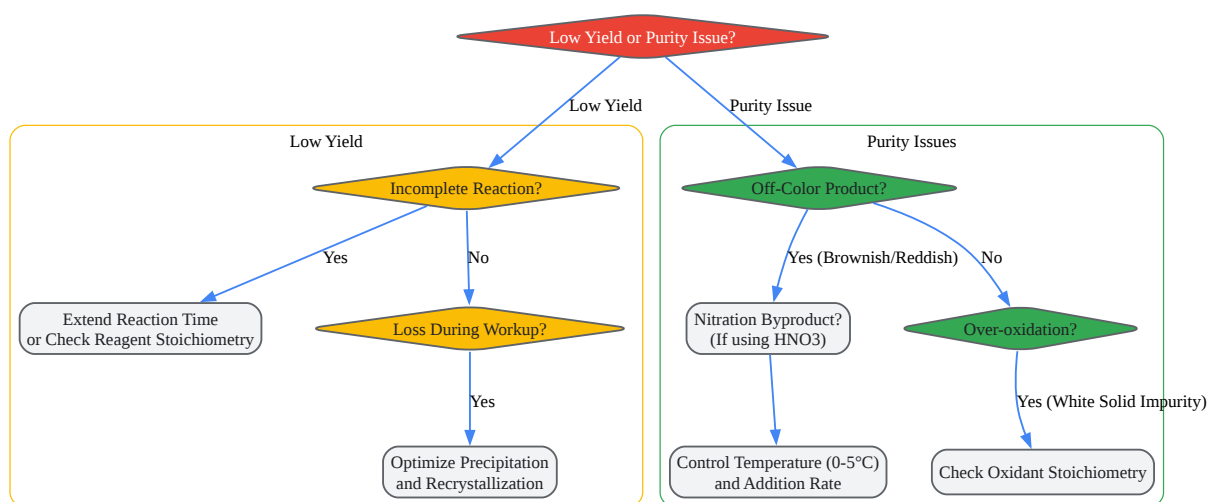 Low Yield or Purity Issue?
Low Yield
Purity Issue
Low Yield
Purity Issues
Incomplete Reaction?
Off-Color Product?
Yes
No
Yes (Brownish/Reddish)
No
Extend Reaction Time
or Check Reagent Stoichiometry
Loss During Workup?
Nitration Byproduct?
(If using HNO3)
Over-oxidation?
Yes
Yes (White Solid Impurity)
Optimize Precipitation
and Recrystallization
Control Temperature (0-5°C)
and Addition Rate
Check Oxidant Stoichiometry